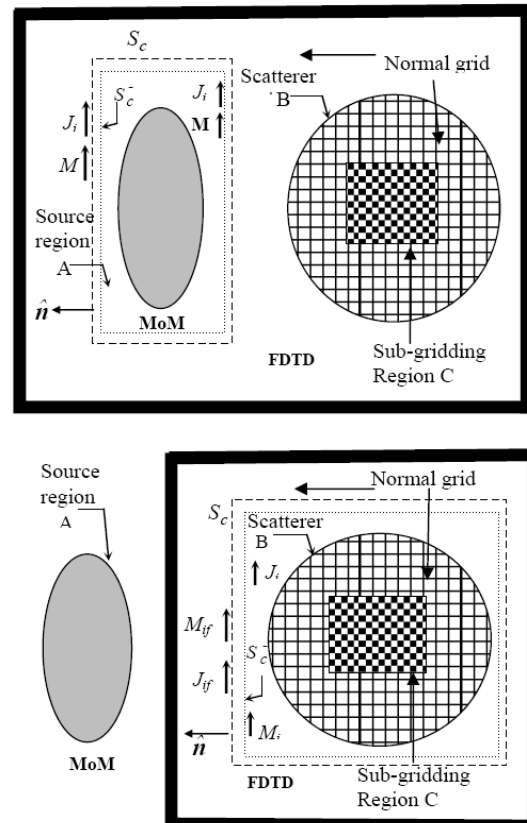 S_c
Scatterer
B
Normal grid
S_c^-
J_i
M
J_i
M
Source
region
A
n̂
MoM
FDTD
Sub-gridding
Region C
Source
region
A
Normal grid
S_c
Scatterer
B
J_i
M_if
S_c^-
J_if
M_i
n̂
MoM
FDTD
Sub-gridding
Region C